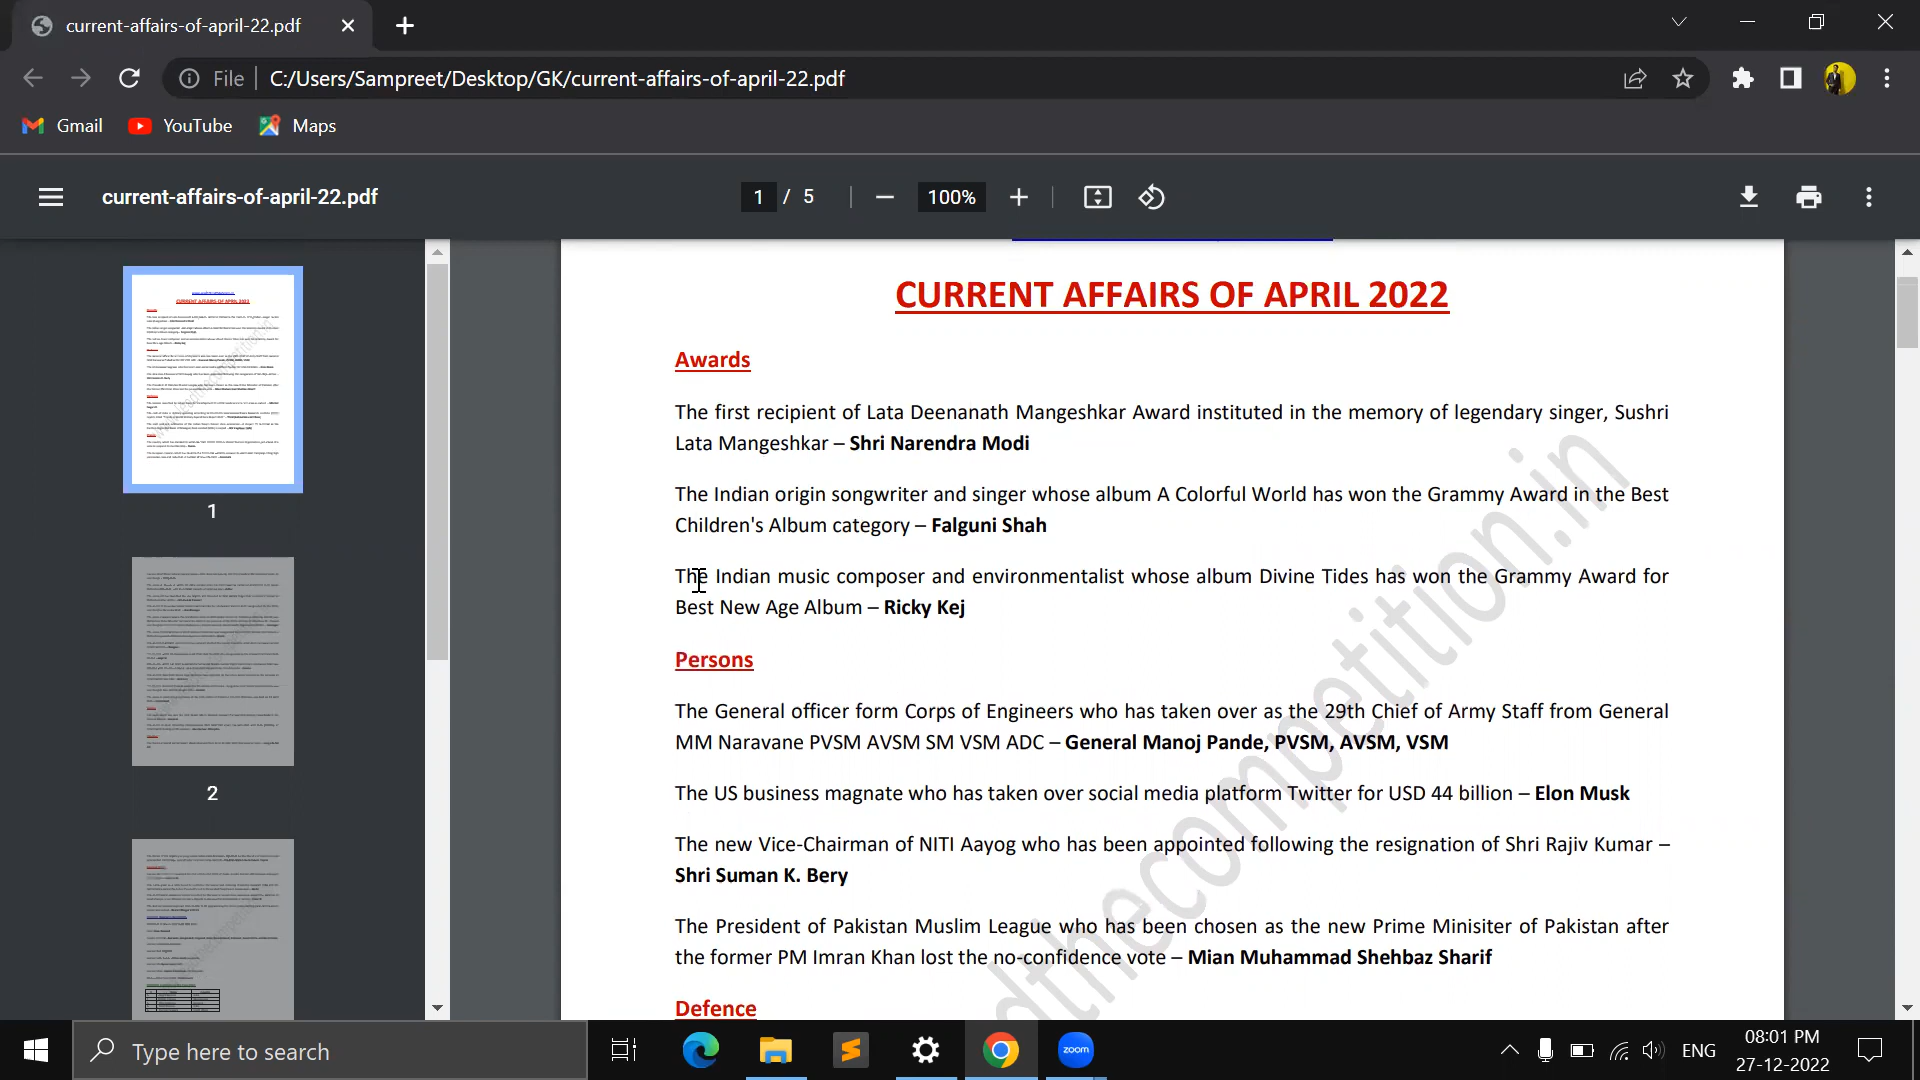 current-affairs-of-april-22.pdf
File C:/Users/Sampreet/Desktop/GK/current-affairs-of-april-22.pdf
Gmail YouTube Maps
current-affairs-of-april-22.pdf 1 / 5 100%
1
2
CURRENT AFFAIRS OF APRIL 2022
Awards
The first recipient of Lata Deenanath Mangeshkar Award instituted in the memory of legendary singer, Sushri
Lata Mangeshkar – Shri Narendra Modi
The Indian origin songwriter and singer whose album A Colorful World has won the Grammy Award in the Best
Children's Album category – Falguni Shah
The Indian music composer and environmentalist whose album Divine Tides has won the Grammy Award for
Best New Age Album – Ricky Kej
Persons
The General officer form Corps of Engineers who has taken over as the 29th Chief of Army Staff from General
MM Naravane PVSM AVSM SM VSM ADC – General Manoj Pande, PVSM, AVSM, VSM
The US business magnate who has taken over social media platform Twitter for USD 44 billion – Elon Musk
The new Vice-Chairman of NITI Aayog who has been appointed following the resignation of Shri Rajiv Kumar –
Shri Suman K. Bery
The President of Pakistan Muslim League who has been chosen as the new Prime Minisiter of Pakistan after
the former PM Imran Khan lost the no-confidence vote – Mian Muhammad Shehbaz Sharif
Defence
dthecompetition.in
Type here to search
zoom
ENG
08:01 PM
27-12-2022